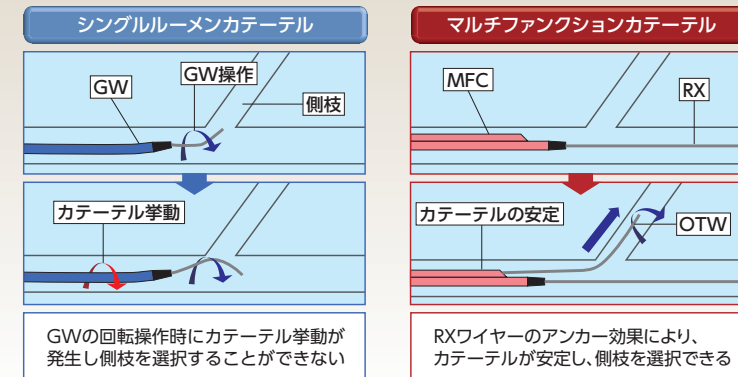 シングルルーメンカテーテル
GW
GW操作
側枝
カテーテル挙動
GWの回転操作時にカテーテル挙動が
発生し側枝を選択することができない
マルチファンクションカテーテル
MFC
RX
カテーテルの安定
OTW
RXワイヤーのアンカー効果により、
カテーテルが安定し、側枝を選択できる